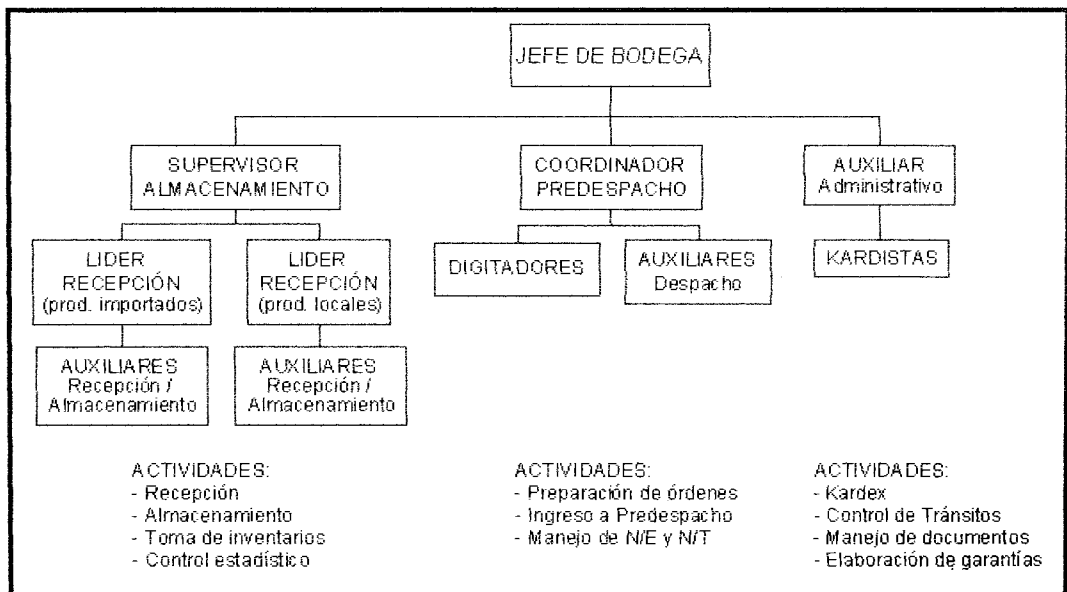 JEFE DE BODEGA
SUPERVISOR
ALMACENAMIENTO
COORDINADOR
PREDESPACHO
AUXILIAR
Administrativo
LIDER
RECEPCIÓN
(prod. importados)
LIDER
RECEPCIÓN
(prod. locales)
DIGITADORES
AUXILIARES
Despacho
KARDISTAS
AUXILIARES
Recepción /
Almacenamiento
AUXILIARES
Recepción /
Almacenamiento
ACTIVIDADES:
- Recepción
- Almacenamiento
- Toma de inventarios
- Control estadístico
ACTIVIDADES:
- Preparación de órdenes
- Ingreso a Predespacho
- Manejo de N/E y N/T
ACTIVIDADES:
- Kardex
- Control de Tránsitos
- Manejo de documentos
- Elaboración de garantías